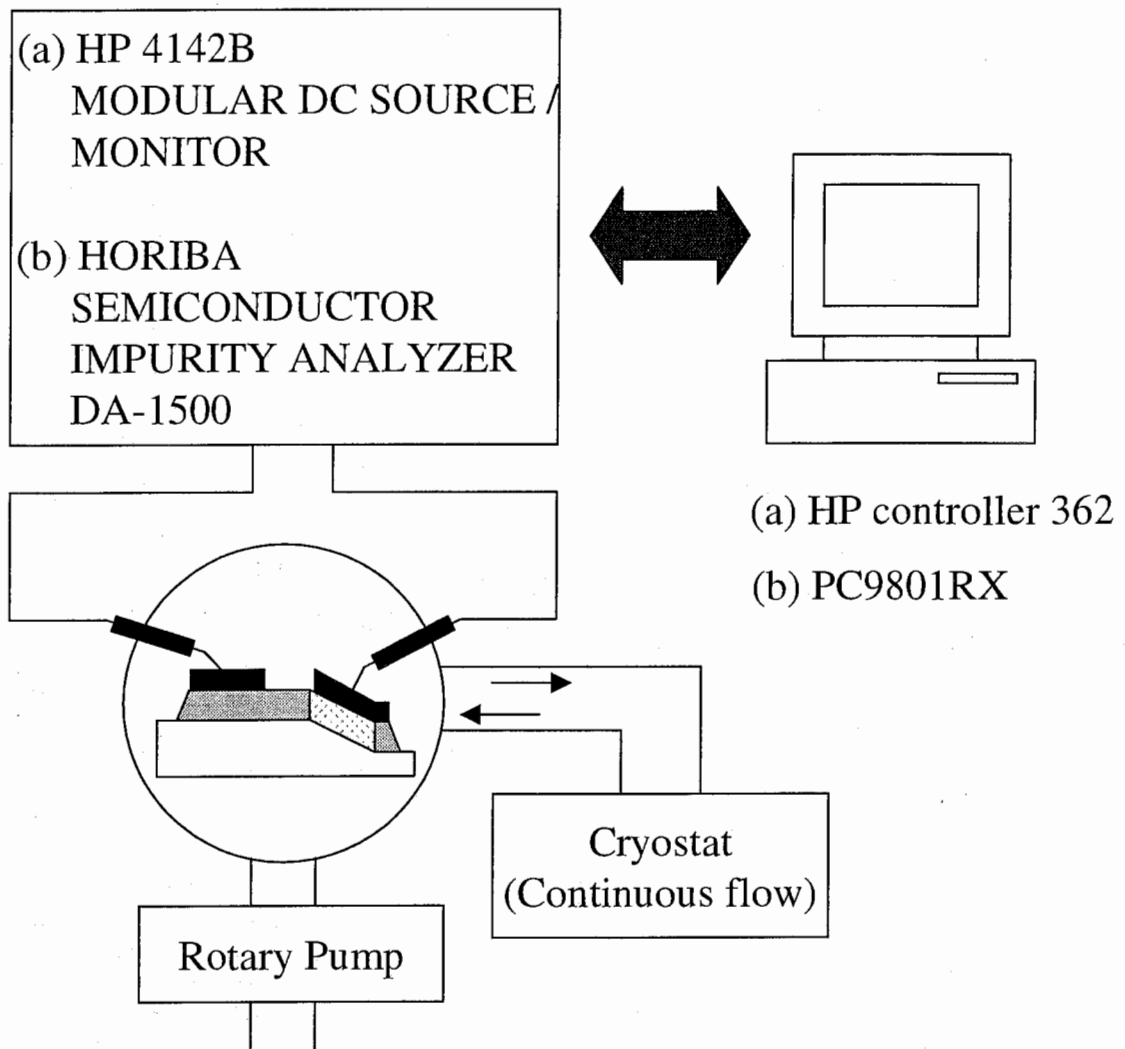 (a) HP 4142B
MODULAR DC SOURCE /
MONITOR
(b) HORIBA
SEMICONDUCTOR
IMPURITY ANALYZER
DA-1500
(a) HP controller 362
(b) PC9801RX
Cryostat
(Continuous flow)
Rotary Pump